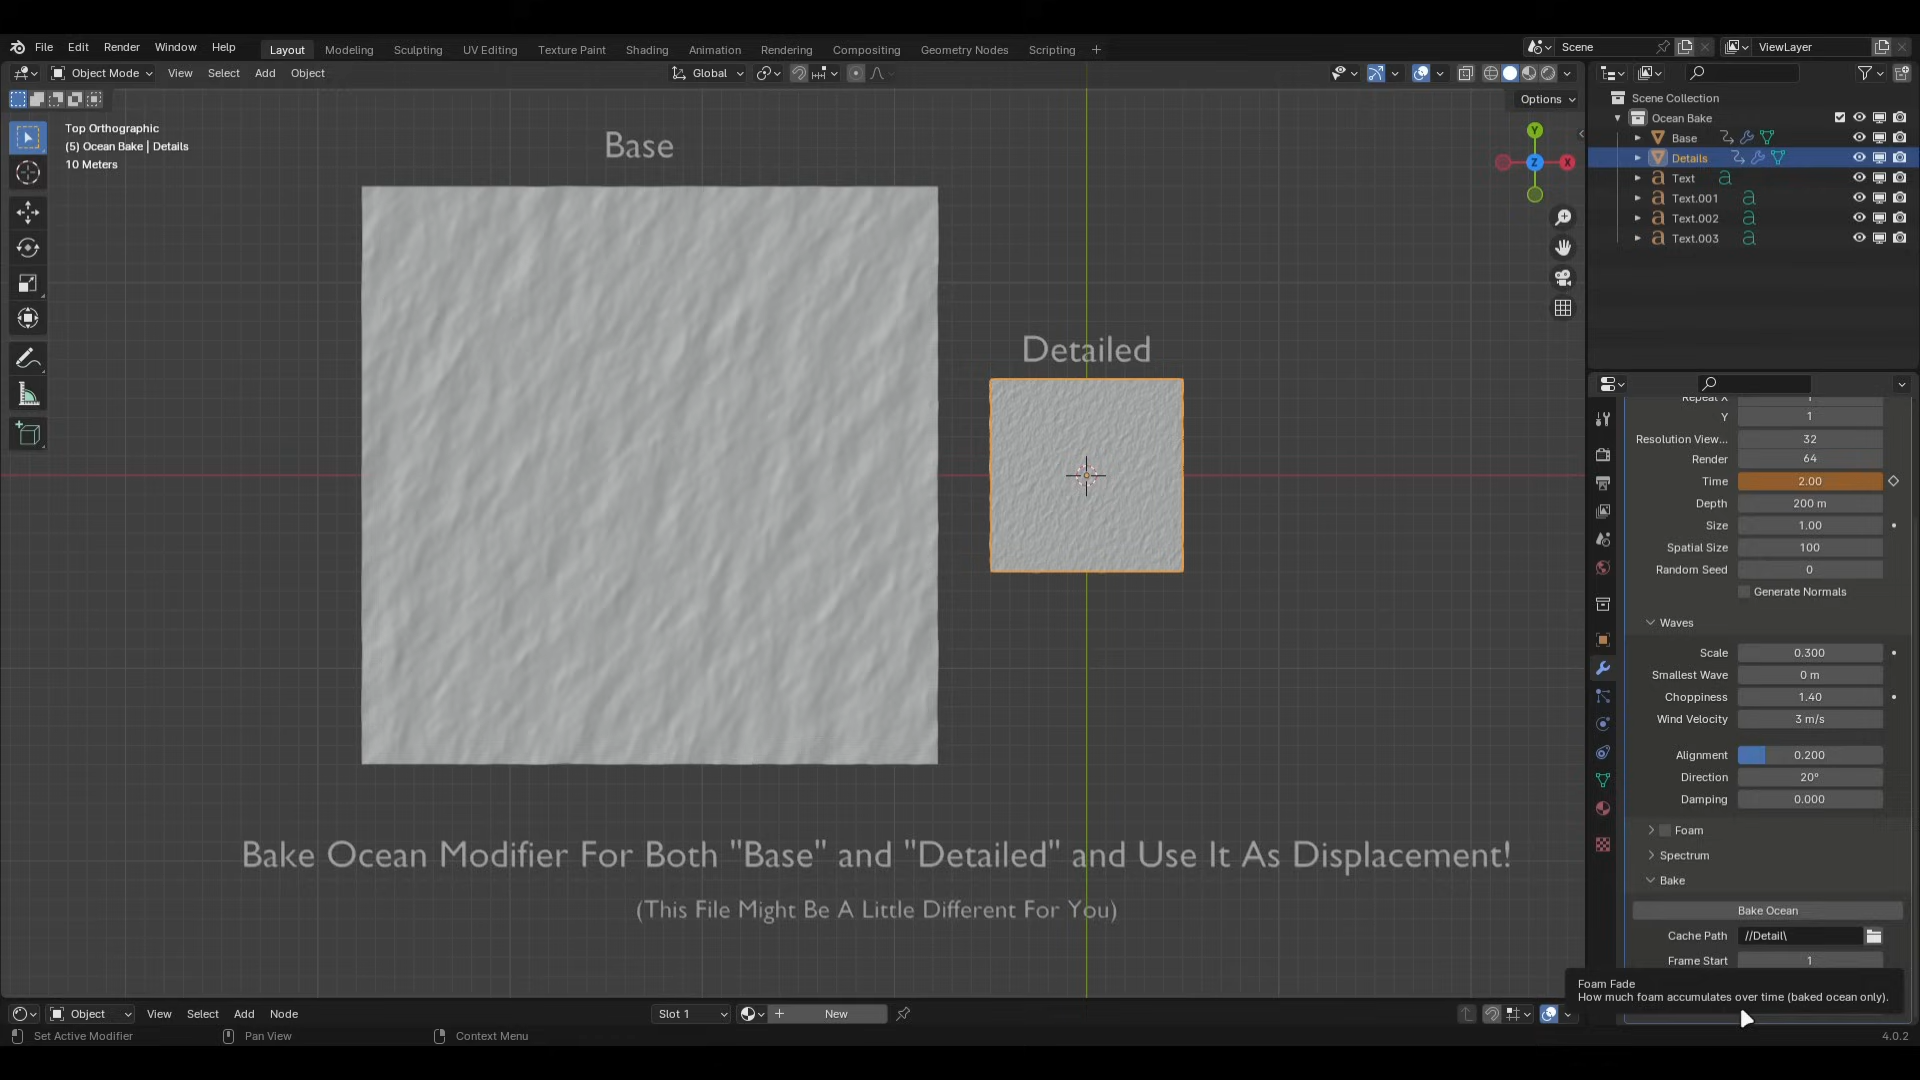 File Edit Render Window Help Layout Modeling Sculpting UV Editing Texture Paint Shading Animation Rendering Compositing Geometry Nodes Scripting + Scene ViewLayer
Object Mode View Select Add Object Global
Options
Top Orthographic
(5) Ocean Bake | Details
10 Meters
Base
Detailed
Y
Z X
Bake Ocean Modifier For Both "Base" and "Detailed" and Use It As Displacement!
(This File Might Be A Little Different For You)
Scene Collection
Ocean Bake
Base
Details
Text
Text.001
Text.002
Text.003
Repeat X 1
Y 1
Resolution View... 32
Render 64
Time 2.00
Depth 200 m
Size 1.00
Spatial Size 100
Random Seed 0
Generate Normals
Waves
Scale 0.300
Smallest Wave 0 m
Choppiness 1.40
Wind Velocity 3 m/s
Alignment 0.200
Direction 20°
Damping 0.000
Foam
Spectrum
Bake
Bake Ocean
Cache Path //Detail\
Frame Start 1
Foam Fade
How much foam accumulates over time (baked ocean only).
Object View Select Add Node Slot 1 + New
Set Active Modifier Pan View Context Menu 4.0.2